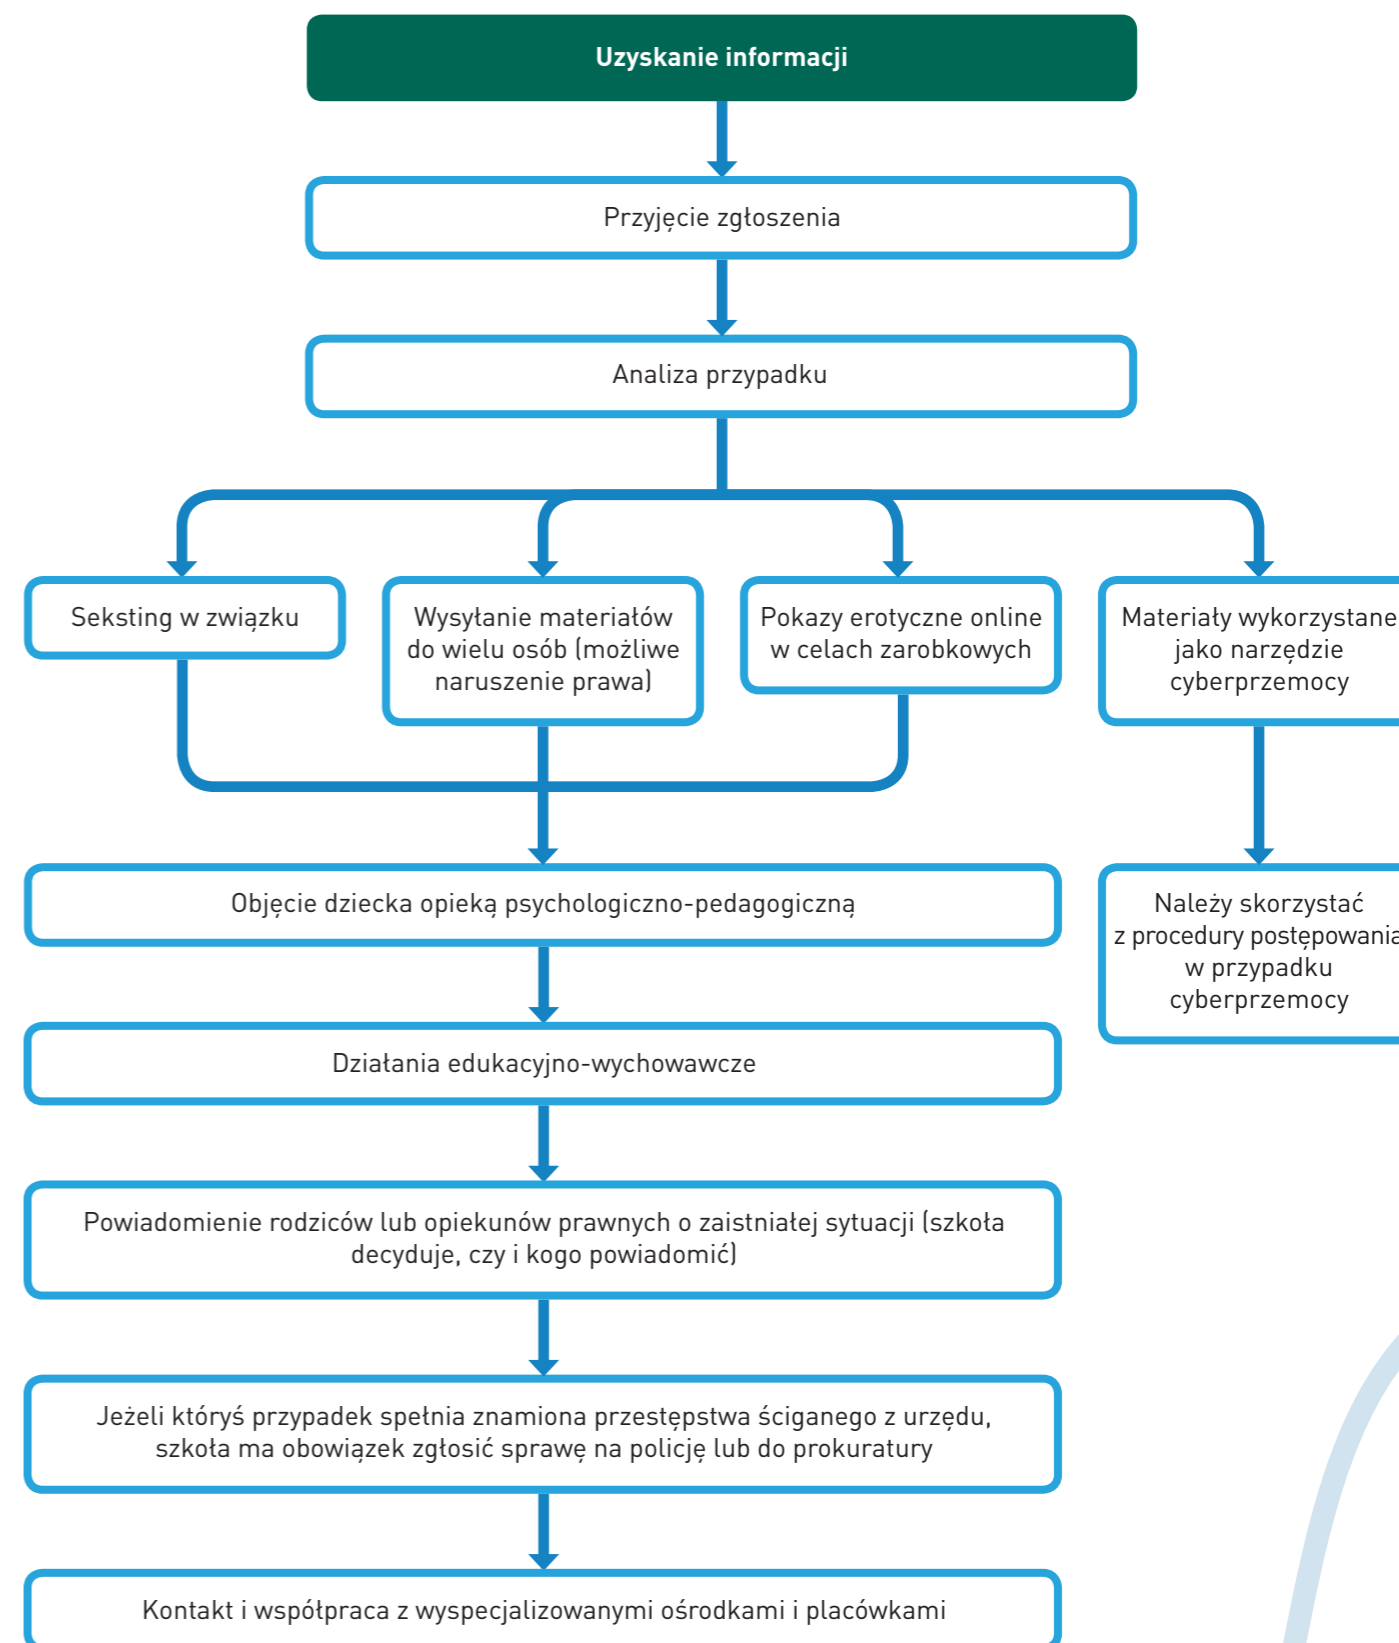 Uzyskanie informacji
Przyjęcie zgłoszenia
Analiza przypadku
Seksting w związku
Wysyłanie materiałów
do wielu osób (możliwe
naruszenie prawa)
Pokazy erotyczne online
w celach zarobkowych
Materiały wykorzystane
jako narzędzie
cyberprzemocy
Objęcie dziecka opieką psychologiczno-pedagogiczną
Należy skorzystać
z procedury postępowania
w przypadku
cyberprzemocy
Działania edukacyjno-wychowawcze
Powiadomienie rodziców lub opiekunów prawnych o zaistniałej sytuacji (szkoła
decyduje, czy i kogo powiadomić)
Jeżeli któryś przypadek spełnia znamiona przestępstwa ściganego z urzędu,
szkoła ma obowiązek zgłosić sprawę na policję lub do prokuratury
Kontakt i współpraca z wyspecjalizowanymi ośrodkami i placówkami